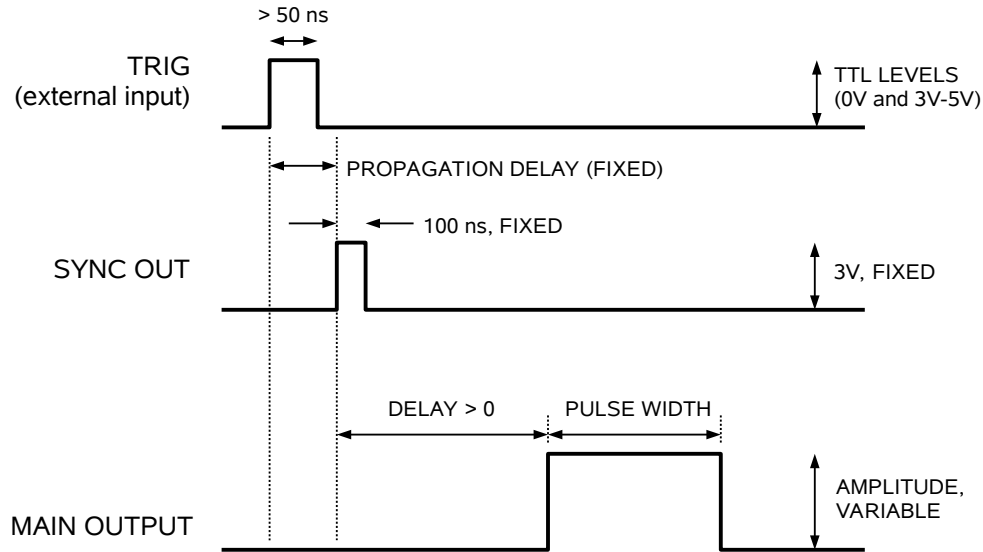 > 50 ns
TRIG
(external input)
TTL LEVELS
(0V and 3V-5V)
PROPAGATION DELAY (FIXED)
100 ns, FIXED
SYNC OUT
3V, FIXED
DELAY > 0
PULSE WIDTH
AMPLITUDE,
VARIABLE
MAIN OUTPUT